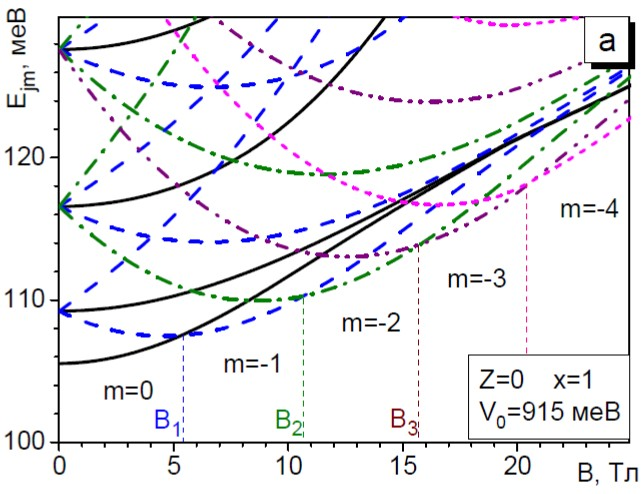 E_jm, меВ
а
120
110
100
m=0
m=-1
m=-2
m=-3
m=-4
B_1
B_2
B_3
Z=0 x=1
V_0=915 меВ
0 5 10 15 20
B, Тл